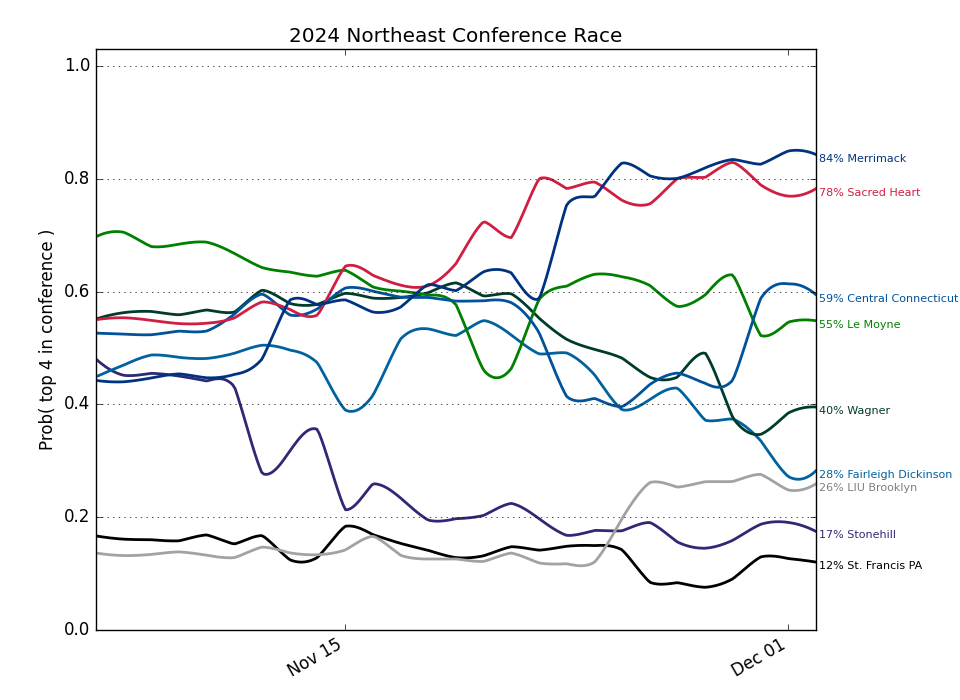 2024 Northeast Conference Race
1.0
0.8
0.6
0.4
0.2
0.0
Prob( top 4 in conference )
Nov 15
Dec 01
84% Merrimack
78% Sacred Heart
59% Central Connecticut
55% Le Moyne
40% Wagner
28% Fairleigh Dickinson
26% LIU Brooklyn
17% Stonehill
12% St. Francis PA